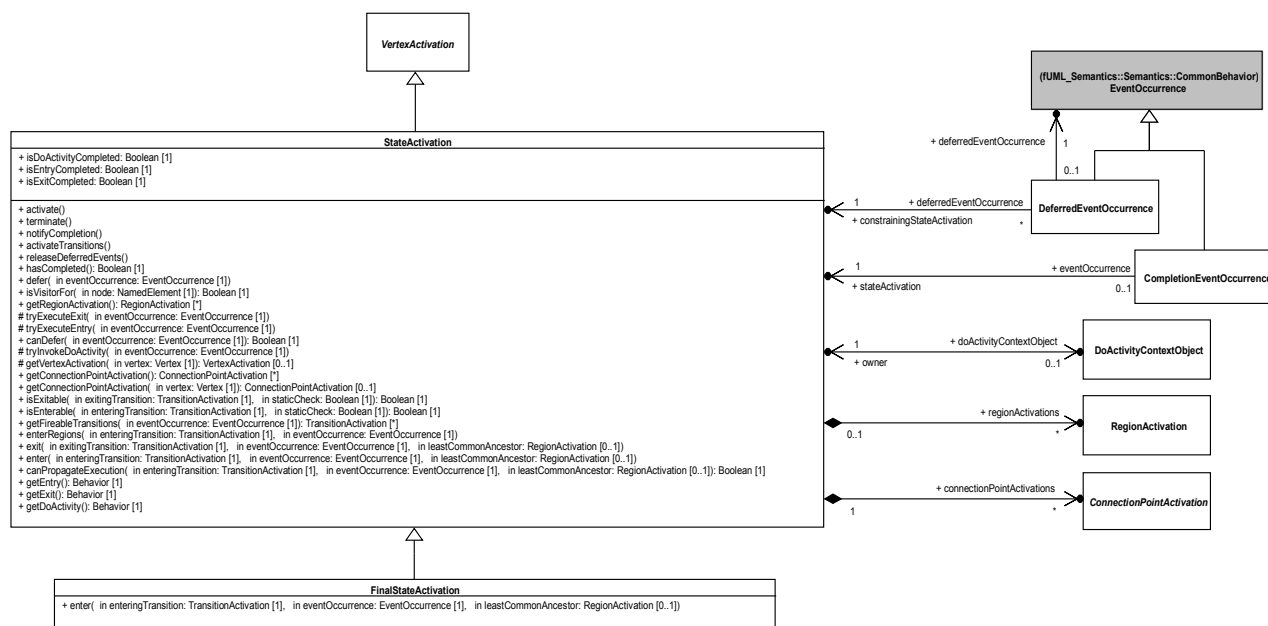 VertexActivation
(fUML_Semantics::Semantics::CommonBehavior)
EventOccurrence
StateActivation
+ isDoActivityCompleted: Boolean [1]
+ isEntryCompleted: Boolean [1]
+ isExitCompleted: Boolean [1]
+ activate()
+ terminate()
+ notifyCompletion()
+ activateTransitions()
+ releaseDeferredEvents()
+ hasCompleted(): Boolean [1]
+ defer( in eventOccurrence: EventOccurrence [1])
+ isVisitorFor( in node: NamedElement [1]): Boolean [1]
+ getRegionActivation(): RegionActivation [*]
# tryExecuteExit( in eventOccurrence: EventOccurrence [1])
# tryExecuteEntry( in eventOccurrence: EventOccurrence [1])
+ canDefer( in eventOccurrence: EventOccurrence [1]): Boolean [1]
# tryInvokeDoActivity( in eventOccurrence: EventOccurrence [1])
# getVertexActivation( in vertex: Vertex [1]): VertexActivation [0..1]
+ getConnectionPointActivation(): ConnectionPointActivation [*]
+ getConnectionPointActivation( in vertex: Vertex [1]): ConnectionPointActivation [0..1]
+ isExitable( in exitingTransition: TransitionActivation [1], in staticCheck: Boolean [1]): Boolean [1]
+ isEnterable( in enteringTransition: TransitionActivation [1], in staticCheck: Boolean [1]): Boolean [1]
+ getFireableTransitions( in eventOccurrence: EventOccurrence [1]): TransitionActivation [*]
+ enterRegions( in enteringTransition: TransitionActivation [1], in eventOccurrence: EventOccurrence [1])
+ exit( in exitingTransition: TransitionActivation [1], in eventOccurrence: EventOccurrence [1], in leastCommonAncestor: RegionActivation [0..1])
+ enter( in enteringTransition: TransitionActivation [1], in eventOccurrence: EventOccurrence [1], in leastCommonAncestor: RegionActivation [0..1])
+ canPropagateExecution( in enteringTransition: TransitionActivation [1], in eventOccurrence: EventOccurrence [1], in leastCommonAncestor: RegionActivation [0..1]): Boolean [1]
+ getEntry(): Behavior [1]
+ getExit(): Behavior [1]
+ getDoActivity(): Behavior [1]
+ deferredEventOccurrence
1
0..1
DeferredEventOccurrence
1
+ deferredEventOccurrence
+ constrainingStateActivation
*
1
+ eventOccurrence
+ stateActivation
0..1
CompletionEventOccurrence
1
+ doActivityContextObject
+ owner
0..1
DoActivityContextObject
+ regionActivations
0..1
*
RegionActivation
+ connectionPointActivations
1
*
ConnectionPointActivation
FinalStateActivation
+ enter( in enteringTransition: TransitionActivation [1], in eventOccurrence: EventOccurrence [1], in leastCommonAncestor: RegionActivation [0..1])